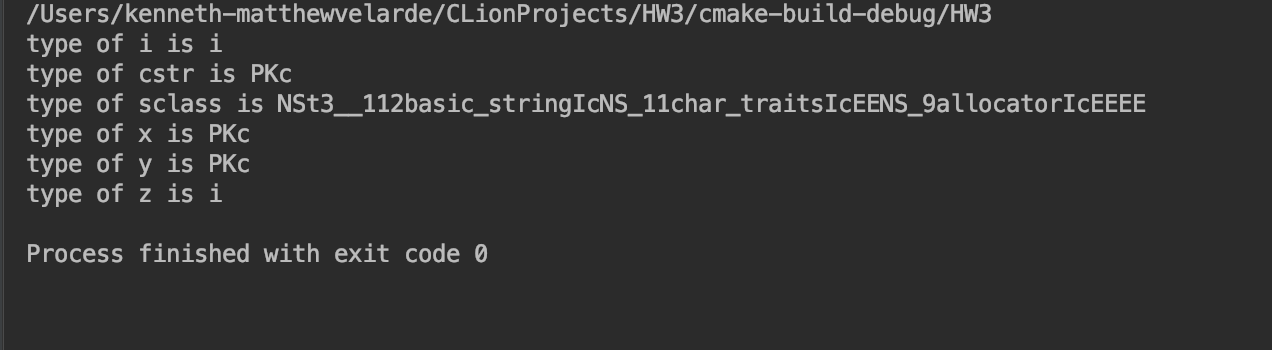 /Users/kenneth-matthewvelarde/CLionProjects/HW3/cmake-build-debug/HW3
type of i is i
type of cstr is PKc
type of sclass is NSt3__112basic_stringIcNS_11char_traitsIcEENS_9allocatorIcEEEE
type of x is PKc
type of y is PKc
type of z is i
Process finished with exit code 0